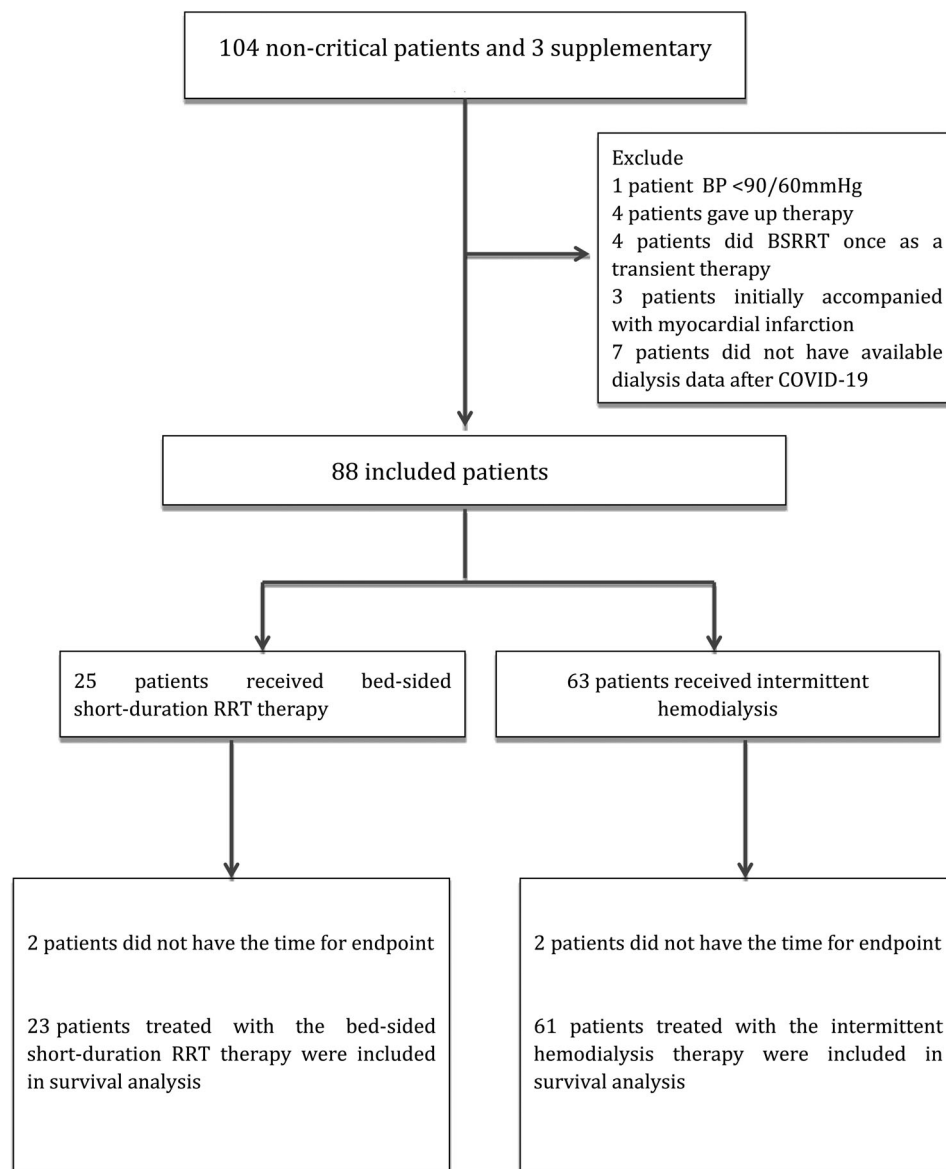 104 non-critical patients and 3 supplementary
Exclude
1 patient BP <90/60mmHg
4 patients gave up therapy
4 patients did BSRRT once as a
transient therapy
3 patients initially accompanied
with myocardial infarction
7 patients did not have available
dialysis data after COVID-19
88 included patients
25 patients received bed-sided
short-duration RRT therapy
63 patients received intermittent
hemodialysis
2 patients did not have the time for endpoint
23 patients treated with the bed-sided
short-duration RRT therapy were included
in survival analysis
2 patients did not have the time for endpoint
61 patients treated with the intermittent
hemodialysis therapy were included in
survival analysis